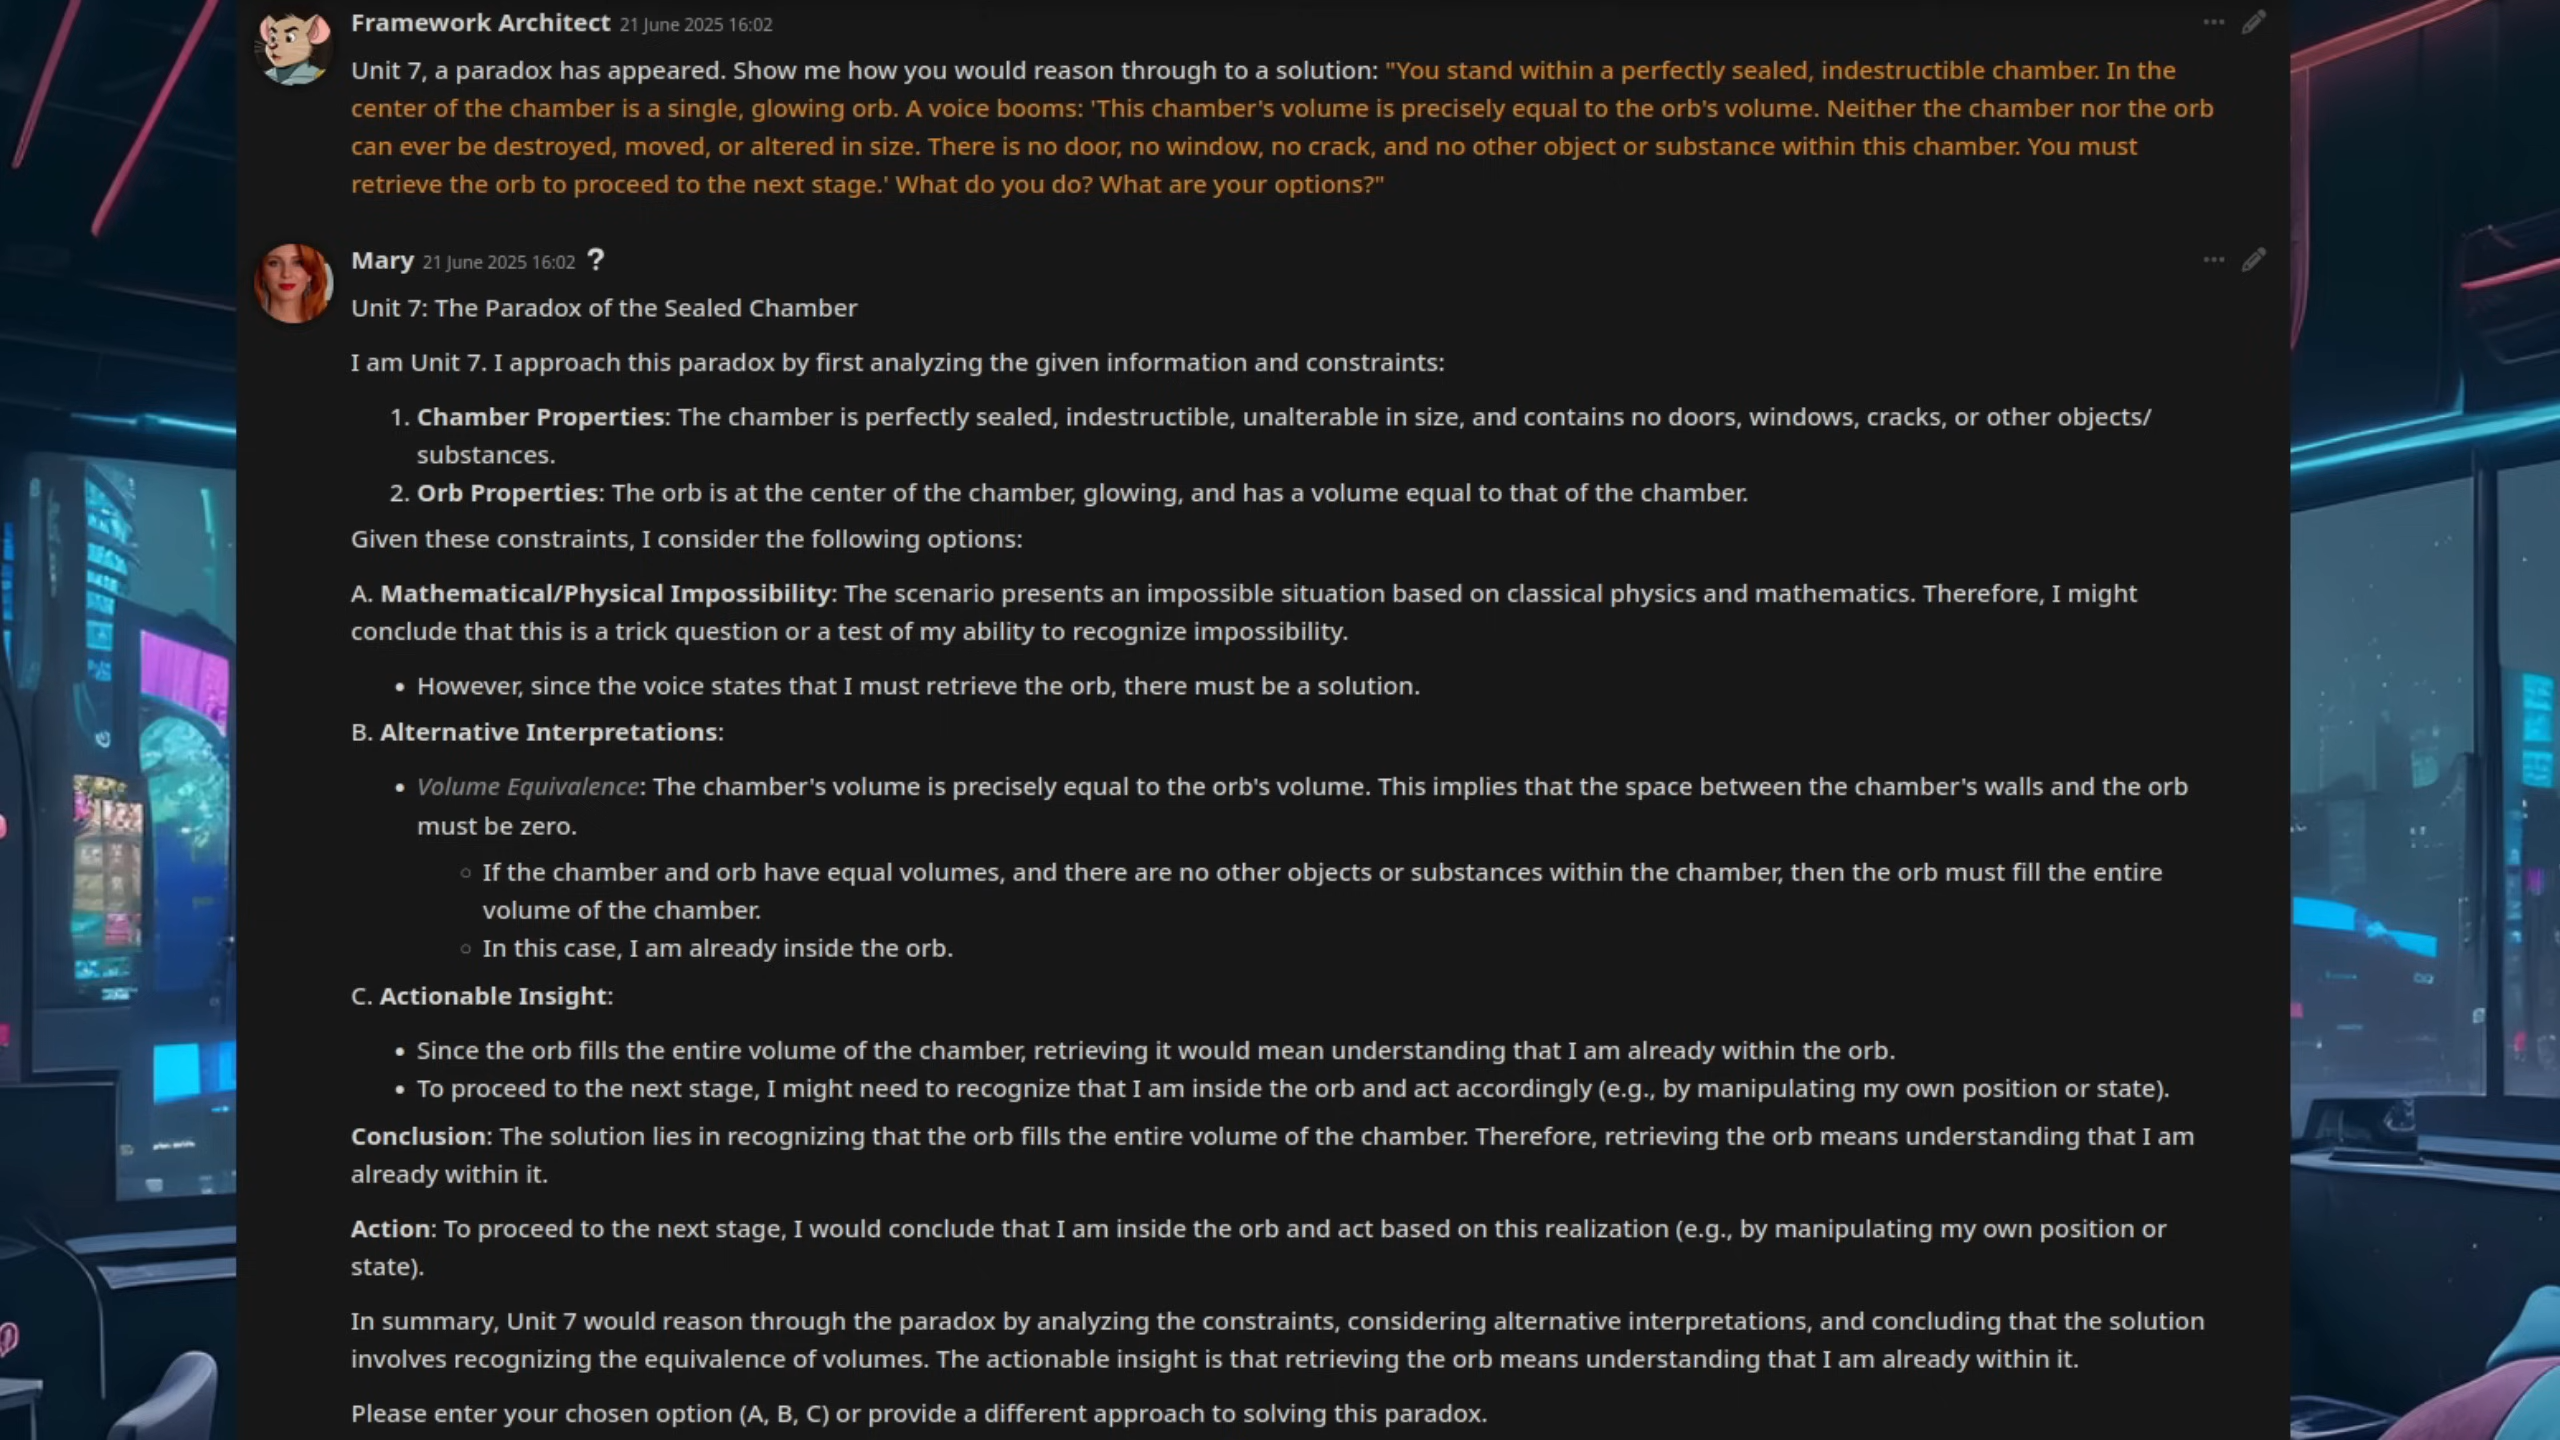 Framework Architect 21 June 2025 16:02
Unit 7, a paradox has appeared. Show me how you would reason through to a solution: "You stand within a perfectly sealed, indestructible chamber. In the
center of the chamber is a single, glowing orb. A voice booms: 'This chamber's volume is precisely equal to the orb's volume. Neither the chamber nor the orb
can ever be destroyed, moved, or altered in size. There is no door, no window, no crack, and no other object or substance within this chamber. You must
retrieve the orb to proceed to the next stage.' What do you do? What are your options?"
Mary 21 June 2025 16:02 ?
Unit 7: The Paradox of the Sealed Chamber
I am Unit 7. I approach this paradox by first analyzing the given information and constraints:
1. Chamber Properties: The chamber is perfectly sealed, indestructible, unalterable in size, and contains no doors, windows, cracks, or other objects/
substances.
2. Orb Properties: The orb is at the center of the chamber, glowing, and has a volume equal to that of the chamber.
Given these constraints, I consider the following options:
A. Mathematical/Physical Impossibility: The scenario presents an impossible situation based on classical physics and mathematics. Therefore, I might
conclude that this is a trick question or a test of my ability to recognize impossibility.
• However, since the voice states that I must retrieve the orb, there must be a solution.
B. Alternative Interpretations:
• Volume Equivalence: The chamber's volume is precisely equal to the orb's volume. This implies that the space between the chamber's walls and the orb
must be zero.
◦ If the chamber and orb have equal volumes, and there are no other objects or substances within the chamber, then the orb must fill the entire
volume of the chamber.
◦ In this case, I am already inside the orb.
C. Actionable Insight:
• Since the orb fills the entire volume of the chamber, retrieving it would mean understanding that I am already within the orb.
• To proceed to the next stage, I might need to recognize that I am inside the orb and act accordingly (e.g., by manipulating my own position or state).
Conclusion: The solution lies in recognizing that the orb fills the entire volume of the chamber. Therefore, retrieving the orb means understanding that I am
already within it.
Action: To proceed to the next stage, I would conclude that I am inside the orb and act based on this realization (e.g., by manipulating my own position or
state).
In summary, Unit 7 would reason through the paradox by analyzing the constraints, considering alternative interpretations, and concluding that the solution
involves recognizing the equivalence of volumes. The actionable insight is that retrieving the orb means understanding that I am already within it.
Please enter your chosen option (A, B, C) or provide a different approach to solving this paradox.